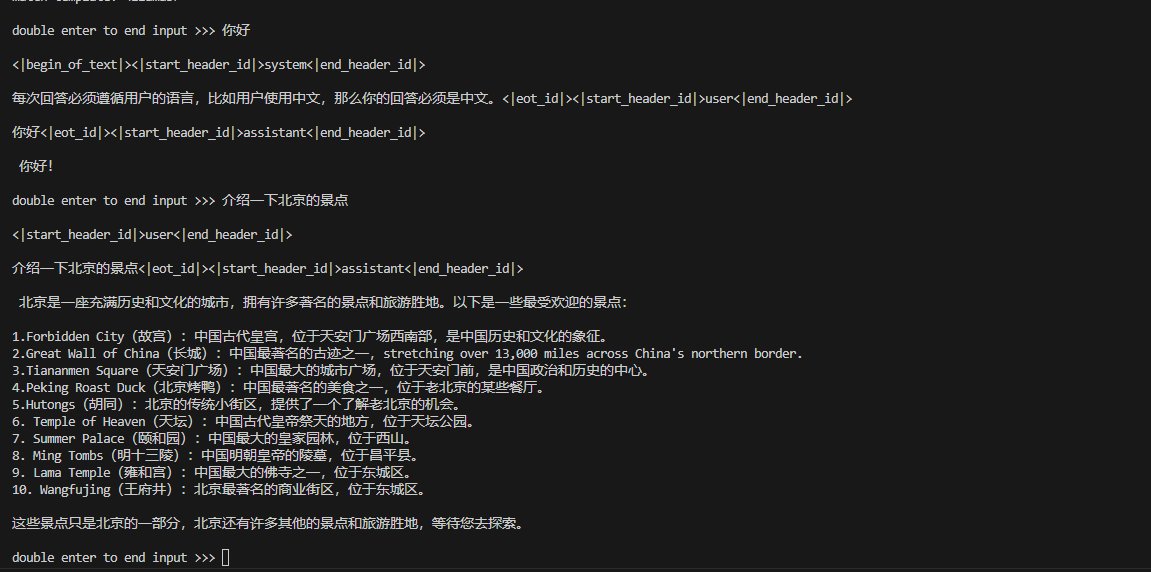 double enter to end input >>> 你好
<|begin_of_text|><|start_header_id|>system<|end_header_id|>
每次回答必须遵循用户的语言，比如用户使用中文，那么你的回答必须是中文。<|eot_id|><|start_header_id|>user<|end_header_id|>
你好<|eot_id|><|start_header_id|>assistant<|end_header_id|>
你好！
double enter to end input >>> 介绍一下北京的景点
<|start_header_id|>user<|end_header_id|>
介绍一下北京的景点<|eot_id|><|start_header_id|>assistant<|end_header_id|>
北京是一座充满历史和文化的城市，拥有许多著名的景点和旅游胜地。以下是一些最受欢迎的景点：
1.Forbidden City（故宫）: 中国古代皇宫，位于天安门广场西南部，是中国历史和文化的象征。
2.Great Wall of China（长城）: 中国最著名的古迹之一，stretching over 13,000 miles across China's northern border.
3.Tiananmen Square（天安门广场）: 中国最大的城市广场，位于天安门前，是中国政治和历史的中心。
4.Peking Roast Duck（北京烤鸭）: 中国最著名的美食之一，位于老北京的某些餐厅。
5.Hutongs（胡同）: 北京的传统小街区，提供了一个了解老北京的机会。
6. Temple of Heaven（天坛）: 中国古代皇帝祭天的地方，位于天坛公园。
7. Summer Palace（颐和园）: 中国最大的皇家园林，位于西山。
8. Ming Tombs（明十三陵）: 中国明朝皇帝的陵墓，位于昌平县。
9. Lama Temple（雍和宫）: 中国最大的佛寺之一，位于东城区。
10. Wangfujing（王府井）: 北京最著名的商业街区，位于东城区。
这些景点只是北京的一部分，北京还有许多其他的景点和旅游胜地，等待您去探索。
double enter to end input >>>